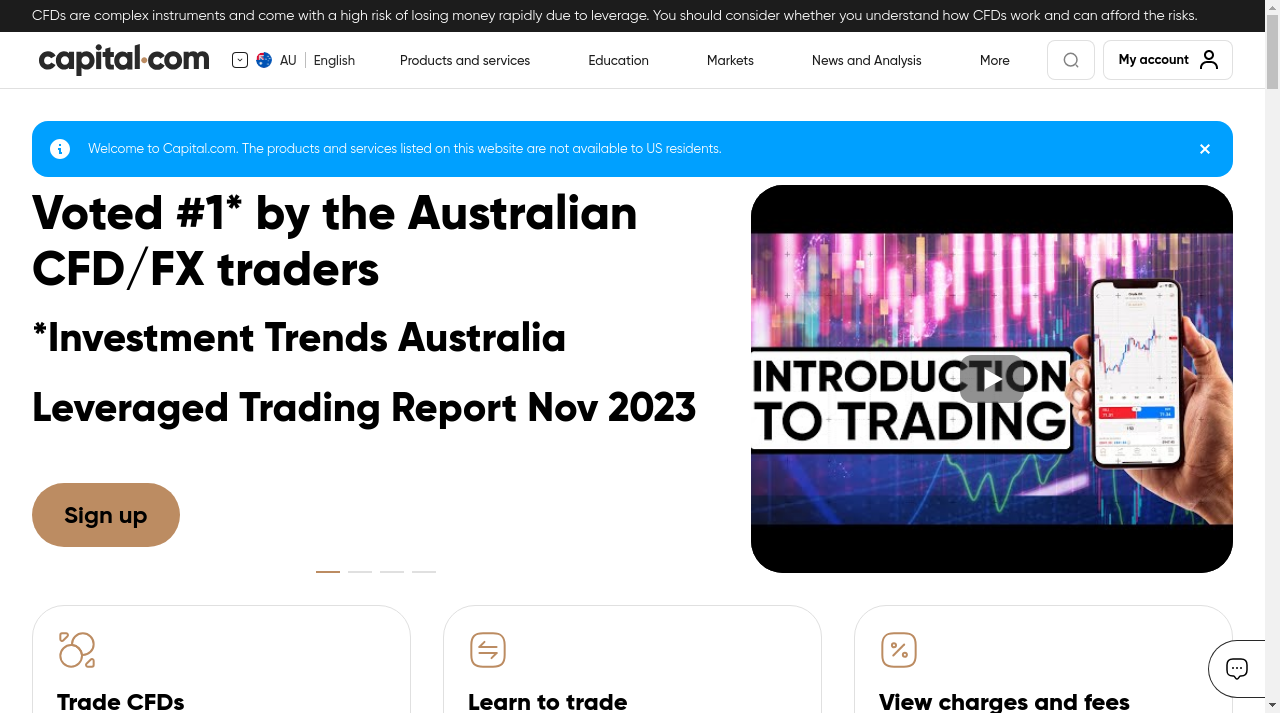 CFDs are complex instruments and come with a high risk of losing money rapidly due to leverage. You should consider whether you understand how CFDs work and can afford the risks.
capital.com
AU | English
Products and services
Education
Markets
News and Analysis
More
My account
Welcome to Capital.com. The products and services listed on this website are not available to US residents.
Voted #1* by the Australian
CFD/FX traders
*Investment Trends Australia
Leveraged Trading Report Nov 2023
Sign up
INTRODUCTION
TO TRADING
Trade CFDs
Learn to trade
View charges and fees